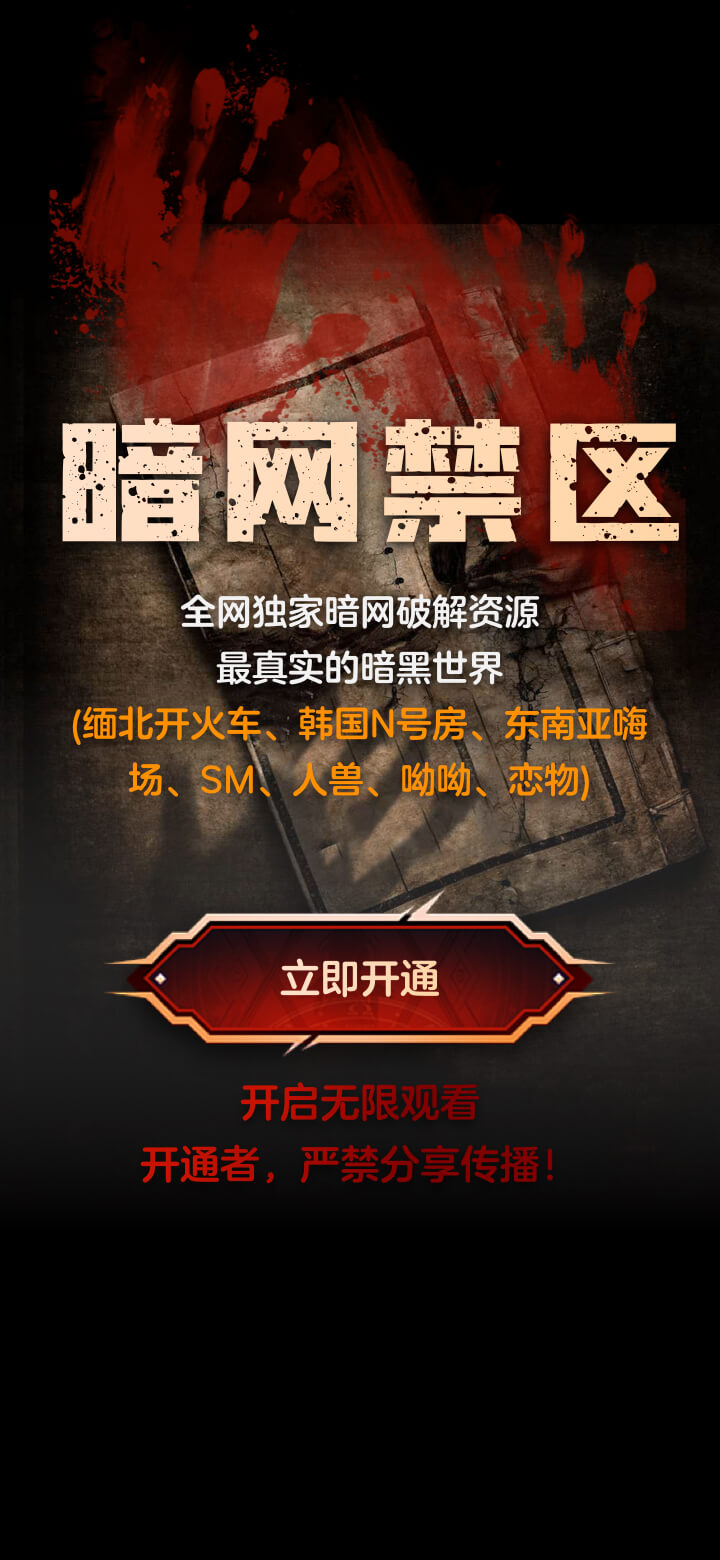 暗网禁区
全网独家暗网破解资源
最真实的暗黑世界
(缅北开火车、韩国N号房、东南亚嗨
场、SM、人兽、呦呦、恋物)
立即开通
开启无限观看
开通者，严禁分享传播！